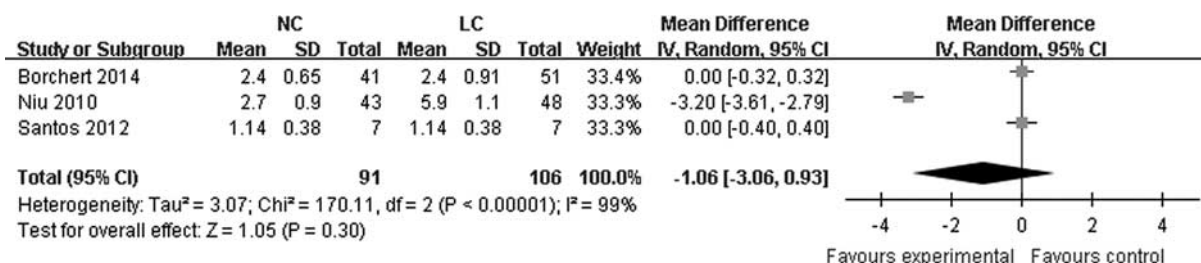 NC LC Mean Difference Mean Difference
Study or Subgroup Mean SD Total Mean SD Total Weight IV, Random, 95% CI IV, Random, 95% CI
Borchert 2014 2.4 0.65 41 2.4 0.91 51 33.4% 0.00 [-0.32, 0.32]
Niu 2010 2.7 0.9 43 5.9 1.1 48 33.3% -3.20 [-3.61, -2.79]
Santos 2012 1.14 0.38 7 1.14 0.38 7 33.3% 0.00 [-0.40, 0.40]
Total (95% CI) 91 106 100.0% -1.06 [-3.06, 0.93]
Heterogeneity: Tau² = 3.07; Chi² = 170.11, df = 2 (P < 0.00001); I² = 99%
Test for overall effect: Z = 1.05 (P = 0.30)
-4 -2 0 2 4
Favours experimental Favours control